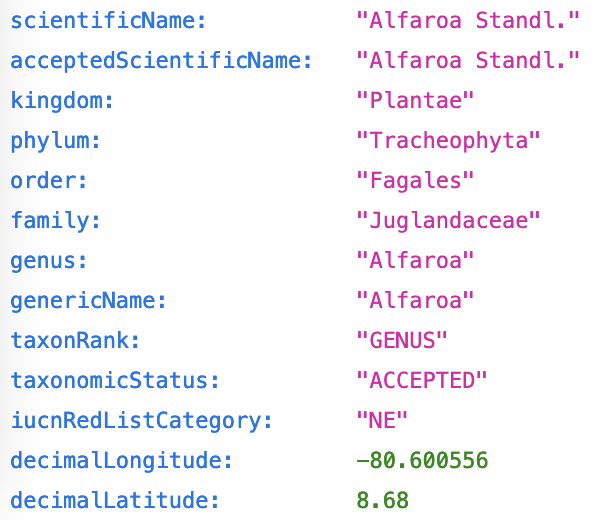 scientificName: "Alfaroa Standl."
acceptedScientificName: "Alfaroa Standl."
kingdom: "Plantae"
phylum: "Tracheophyta"
order: "Fagales"
family: "Juglandaceae"
genus: "Alfaroa"
genericName: "Alfaroa"
taxonRank: "GENUS"
taxonomicStatus: "ACCEPTED"
iucnRedListCategory: "NE"
decimalLongitude: -80.600556
decimalLatitude: 8.68